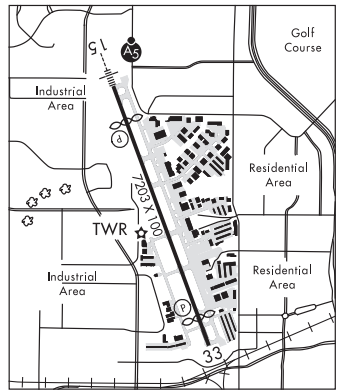 Golf
Course
15
A5
Industrial
Area
P
7203 X 100
Residential
Area
TWR
Industrial
Area
Residential
Area
P
33